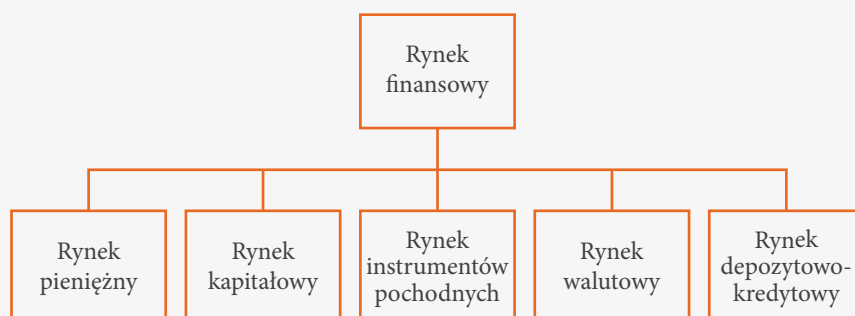 Rynek
finansowy
Rynek
pieniężny
Rynek
kapitałowy
Rynek
instrumentów
pochodnych
Rynek
walutowy
Rynek
depozytowo-
kredytowy